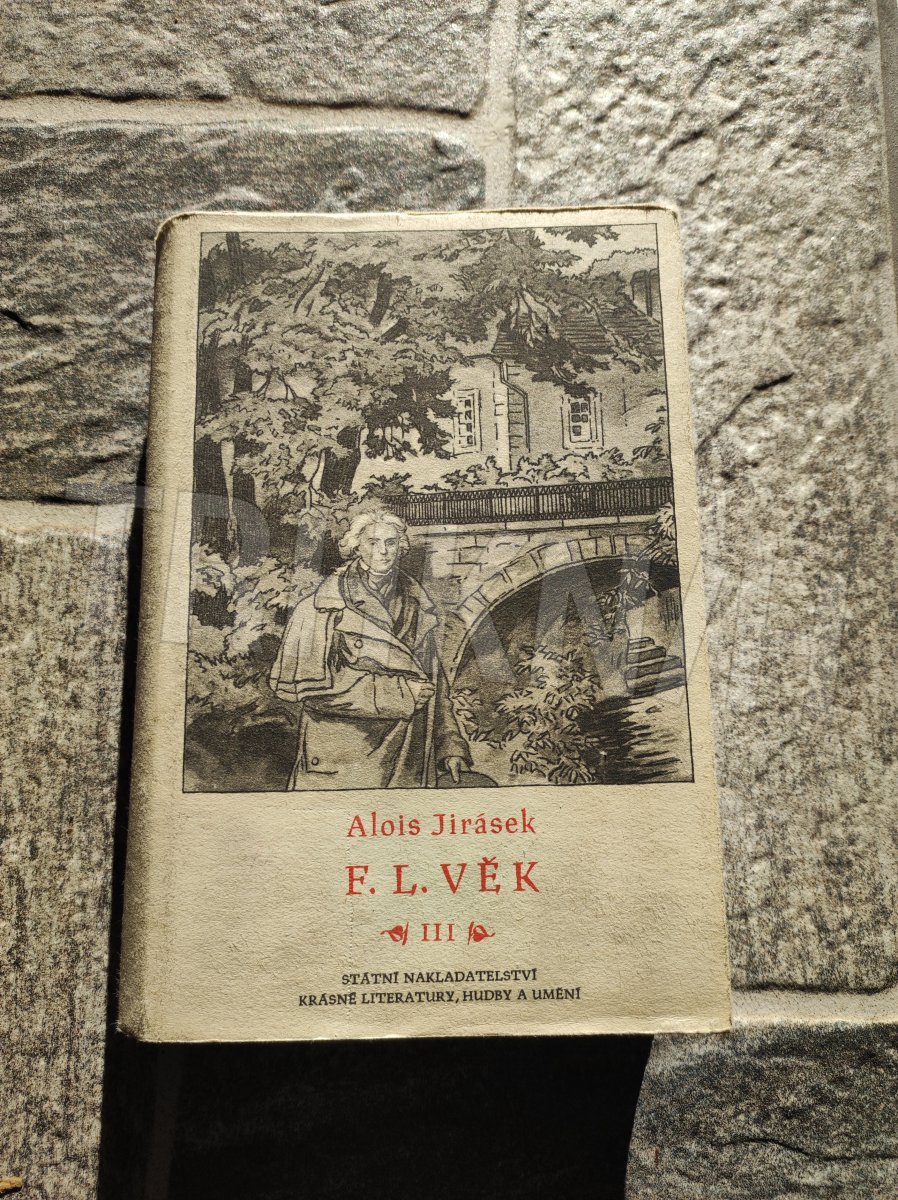 Alois Jirásek
F. L. VĚK
III
STÁTNÍ NAKLADATELSTVÍ
KRÁSNÉ LITERATURY, HUDBY A UMĚNÍ